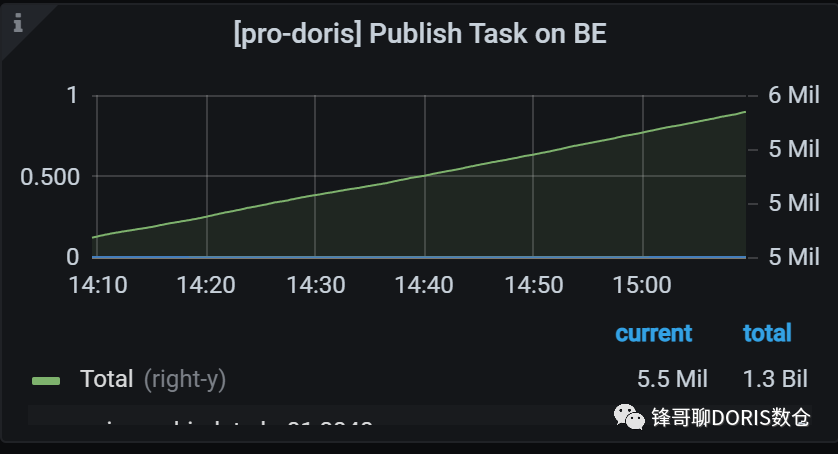 i
[pro-doris] Publish Task on BE
1
6 Mil
5 Mil
0.500
5 Mil
0
5 Mil
14:10 14:20 14:30 14:40 14:50 15:00
current total
Total (right-y) 5.5 Mil 1.3 Bil
锋哥聊DORIS数仓